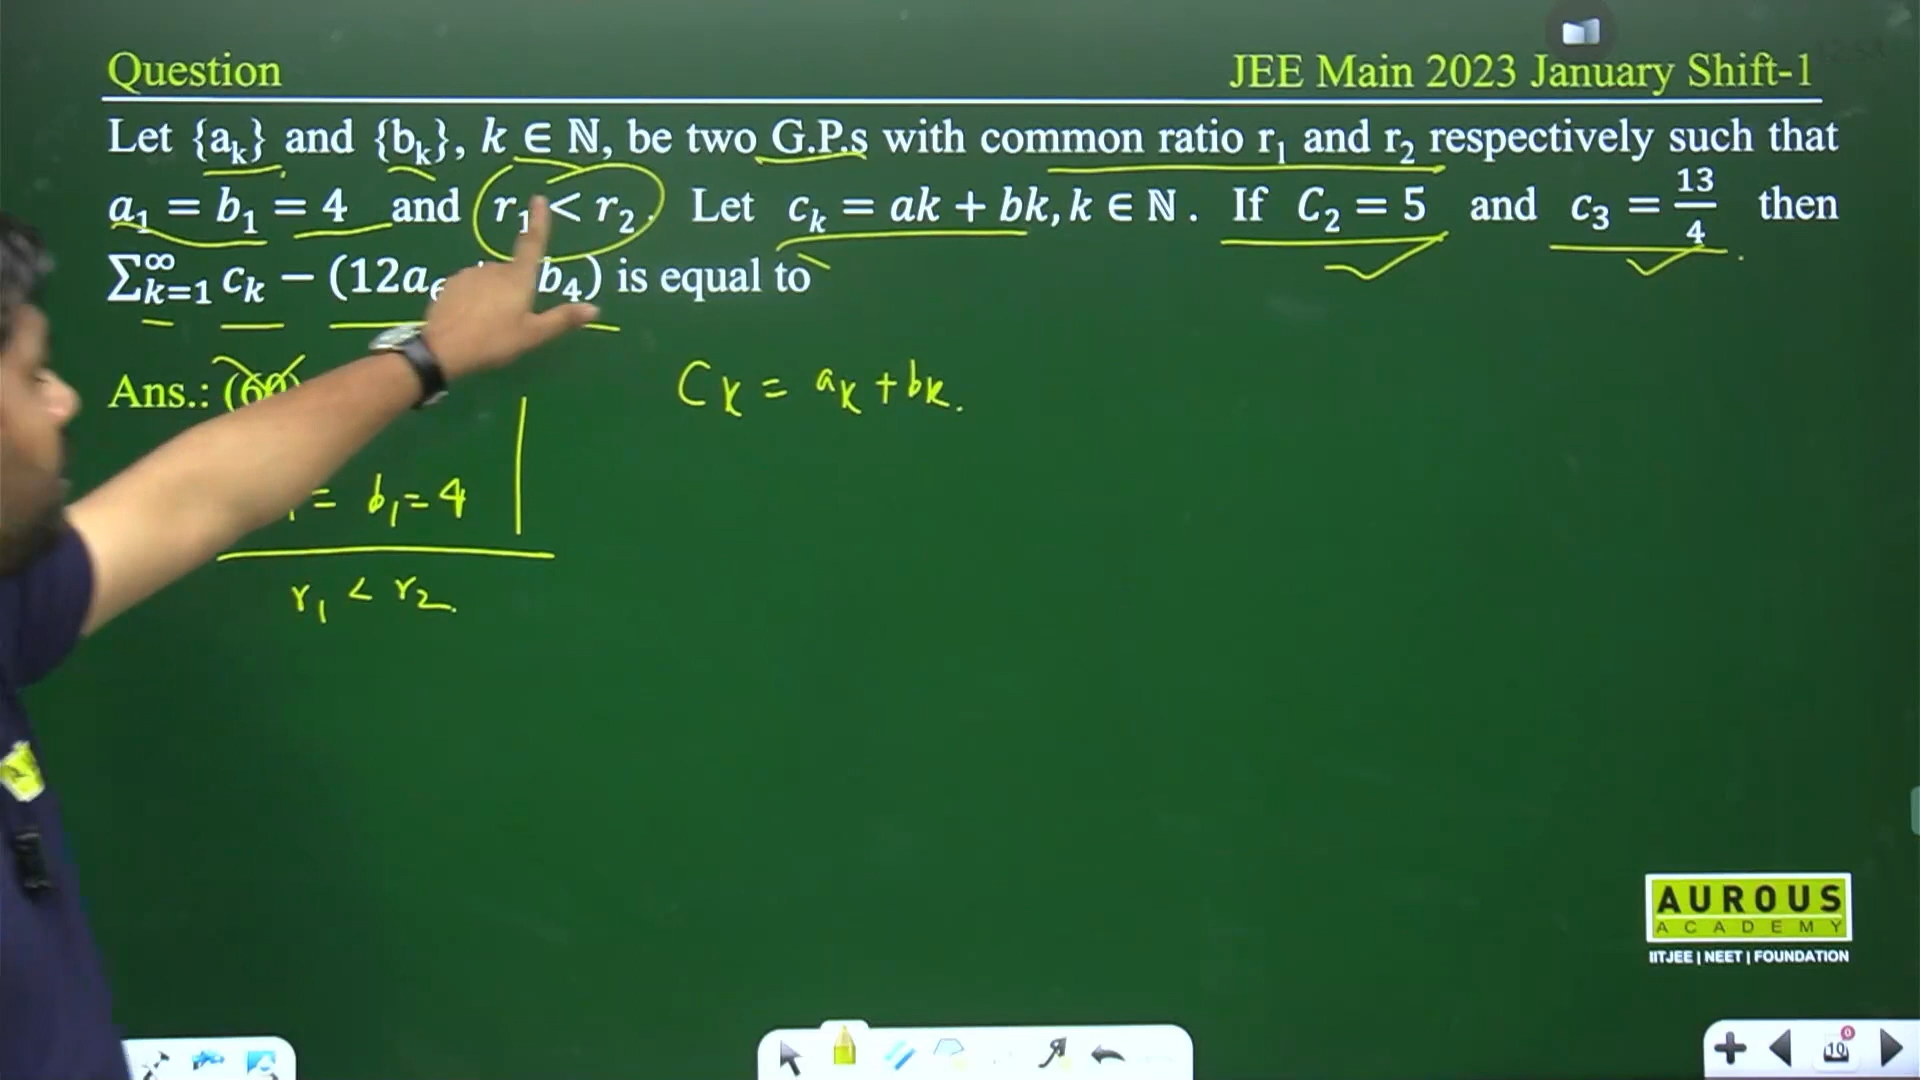 Question
JEE Main 2023 January Shift-1
Let {aₖ} and {bₖ}, k ∈ ℕ, be two G.P.s with common ratio r₁ and r₂ respectively such that
a₁ = b₁ = 4 and r₁ < r₂. Let cₖ = ak + bk, k ∈ ℕ. If C₂ = 5 and c₃ = 13/4 then
∑ₖ₌₁^∞ cₖ − (12a b₄) is equal to
Ans.: (60)
Cₖ = aₖ + bₖ.
= b₁ = 4
r₁ < r₂.
AUROUS
ACADEMY
IITJEE | NEET | FOUNDATION
10
0